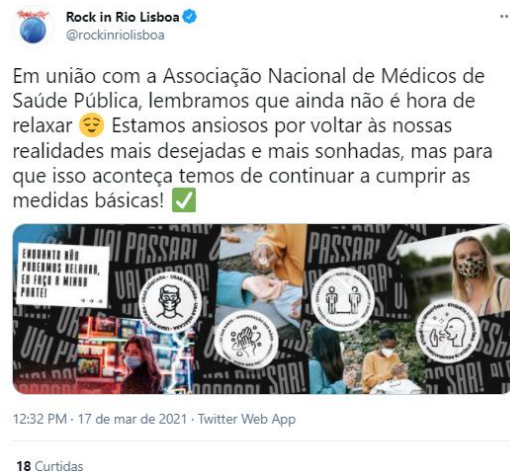 Rock in Rio Lisboa
@rockinriolisboa
Em união com a Associação Nacional de Médicos de
Saúde Pública, lembramos que ainda não é hora de
relaxar 😌 Estamos ansiosos por voltar às nossas
realidades mais desejadas e mais sonhadas, mas para
que isso aconteça temos de continuar a cumprir as
medidas básicas! ✅
ENQUANTO NÃO
PODEMOS RELAXAR,
EU FAÇO A MINHA
PARTE!
VAI PASSAR!
PASSAR!
USAR MÁSCARA
12:32 PM · 17 de mar de 2021 · Twitter Web App
18 Curtidas